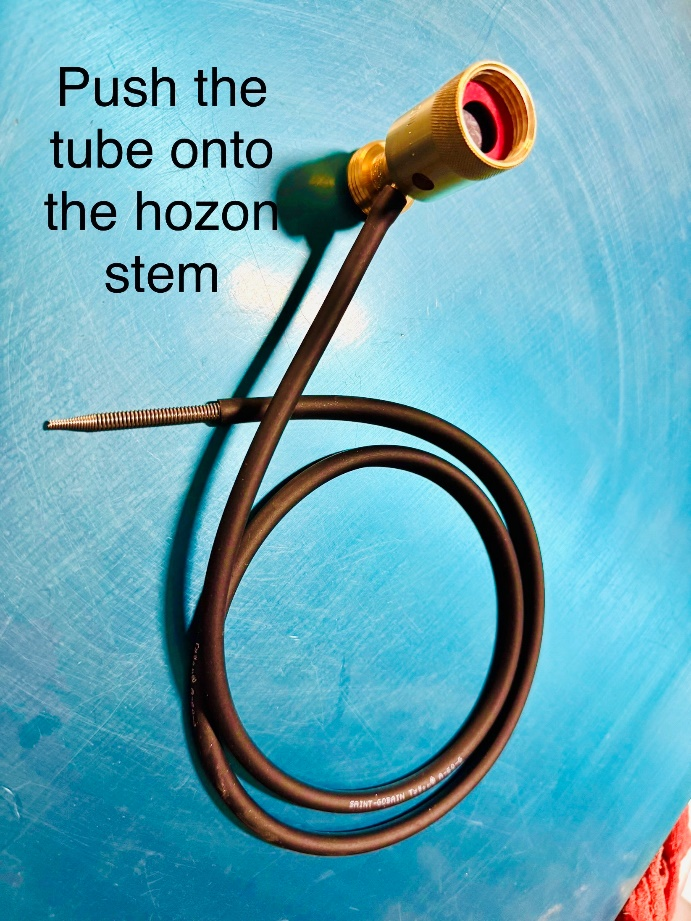 Push the
tube onto
the hozon
stem
SAINT-GOBAIN